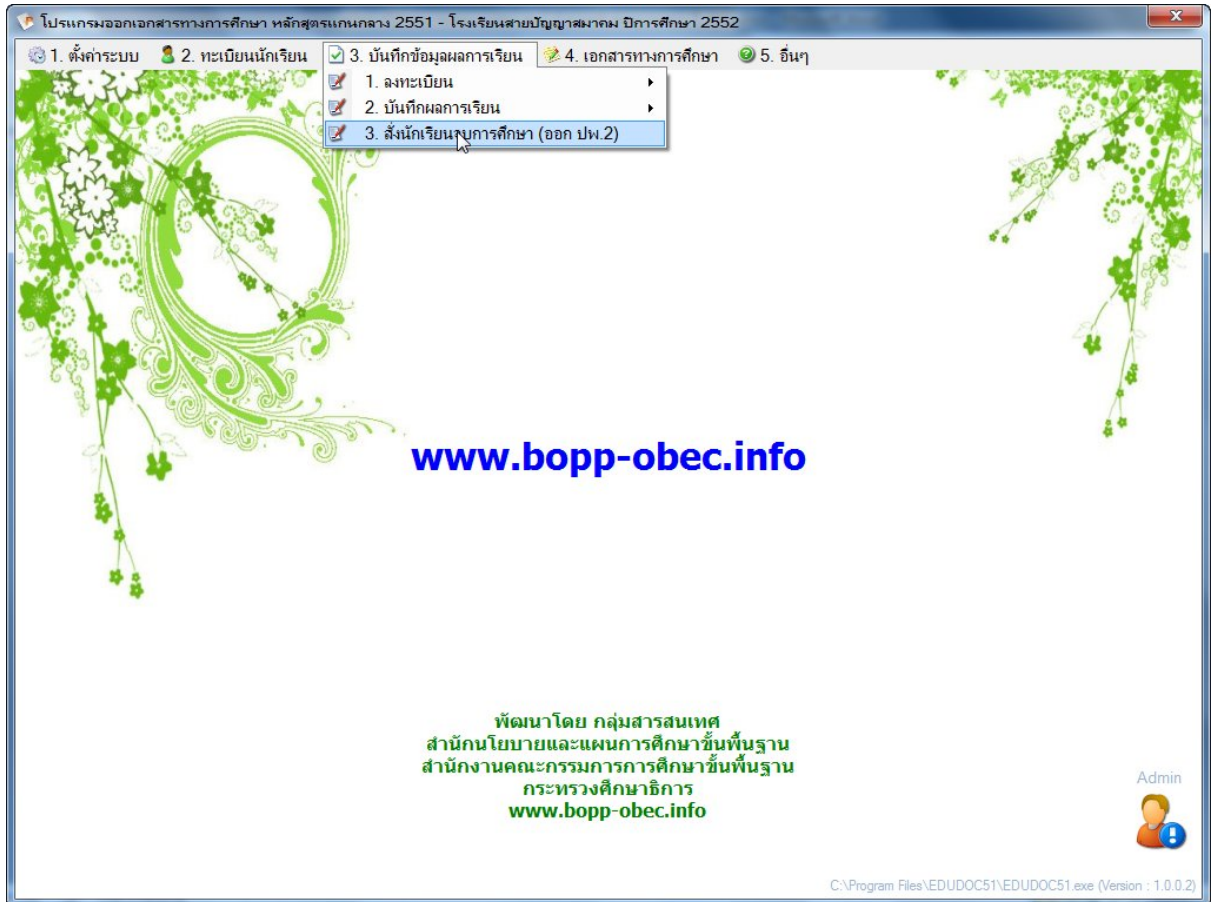 โปรแกรมออกเอกสารทางการศึกษา หลักสูตรแกนกลาง 2551 - โรงเรียนสายปัญญาสมาคม ปีการศึกษา 2552
1. ตั้งค่าระบบ 2. ทะเบียนนักเรียน 3. บันทึกข้อมูลผลการเรียน 4. เอกสารทางการศึกษา 5. อื่นๆ
1. ลงทะเบียน
2. บันทึกผลการเรียน
3. สั่งนักเรียนจบการศึกษา (ออก ปพ.2)
www.bopp-obec.info
พัฒนาโดย กลุ่มสารสนเทศ
สำนักนโยบายและแผนการศึกษาขั้นพื้นฐาน
สำนักงานคณะกรรมการการศึกษาขั้นพื้นฐาน
กระทรวงศึกษาธิการ
www.bopp-obec.info
Admin
C:\Program Files\EDUDOC51\EDUDOC51.exe (Version : 1.0.0.2)